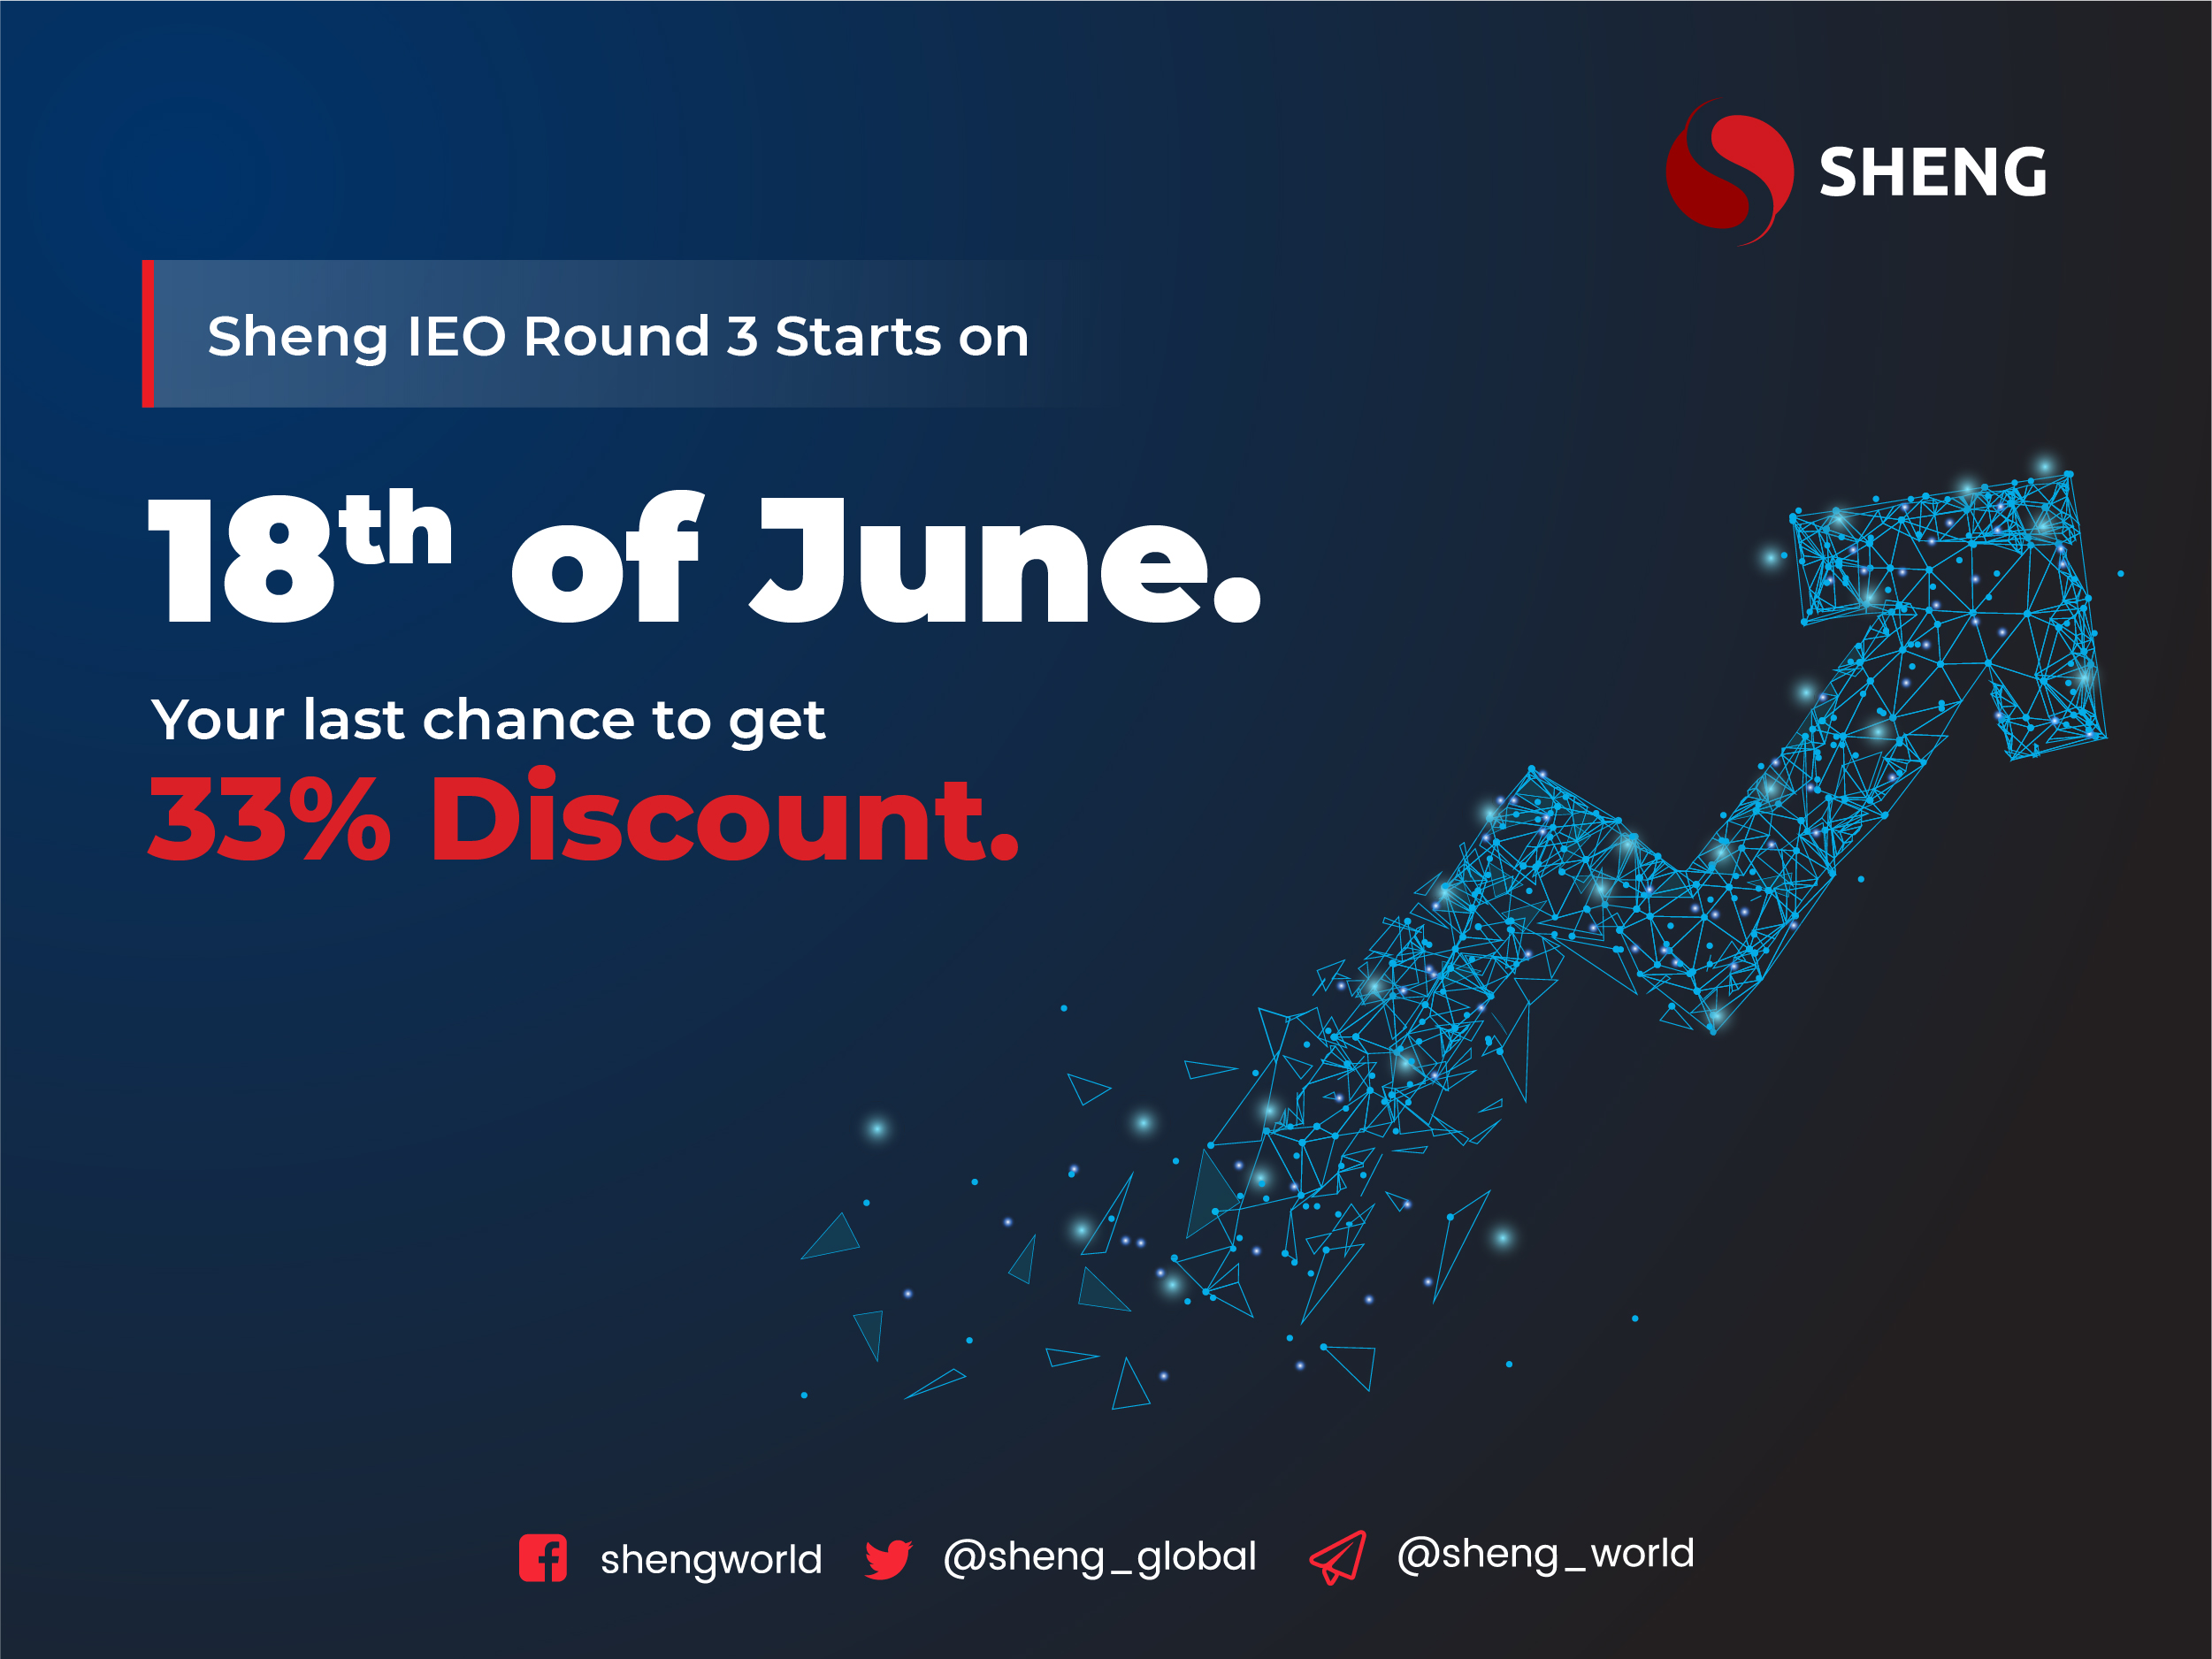 SHENG
Sheng IEO Round 3 Starts on
18th of June.
Your last chance to get
33% Discount.
shengworld @sheng_global @sheng_world